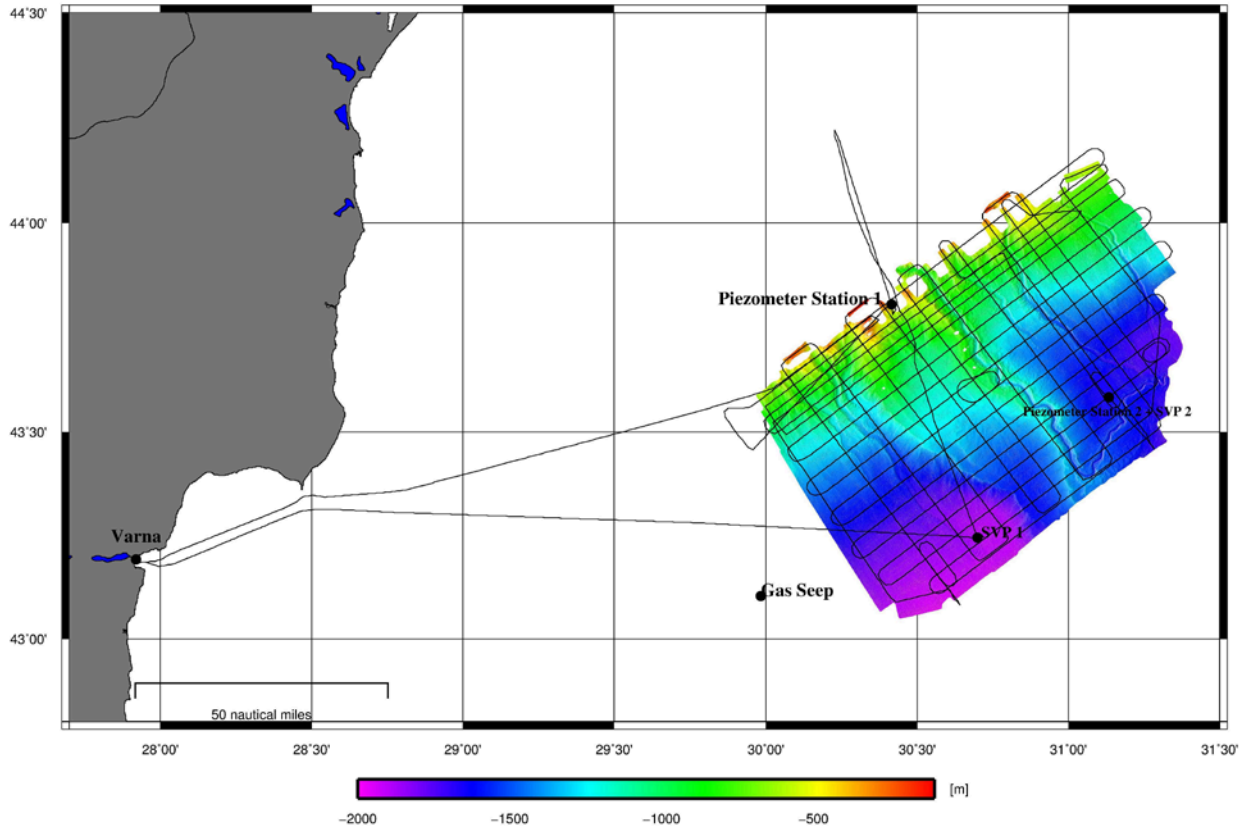 44˚30'
44˚00'
Piezometer Station 1
43˚30'
Piezometer Station 2 + SVP 2
Varna
SVP 1
Gas Seep
43˚00'
50 nautical miles
28˚00'
28˚30'
29˚00'
29˚30'
30˚00'
30˚30'
31˚00'
31˚30'
[m]
−2000
−1500
−1000
−500